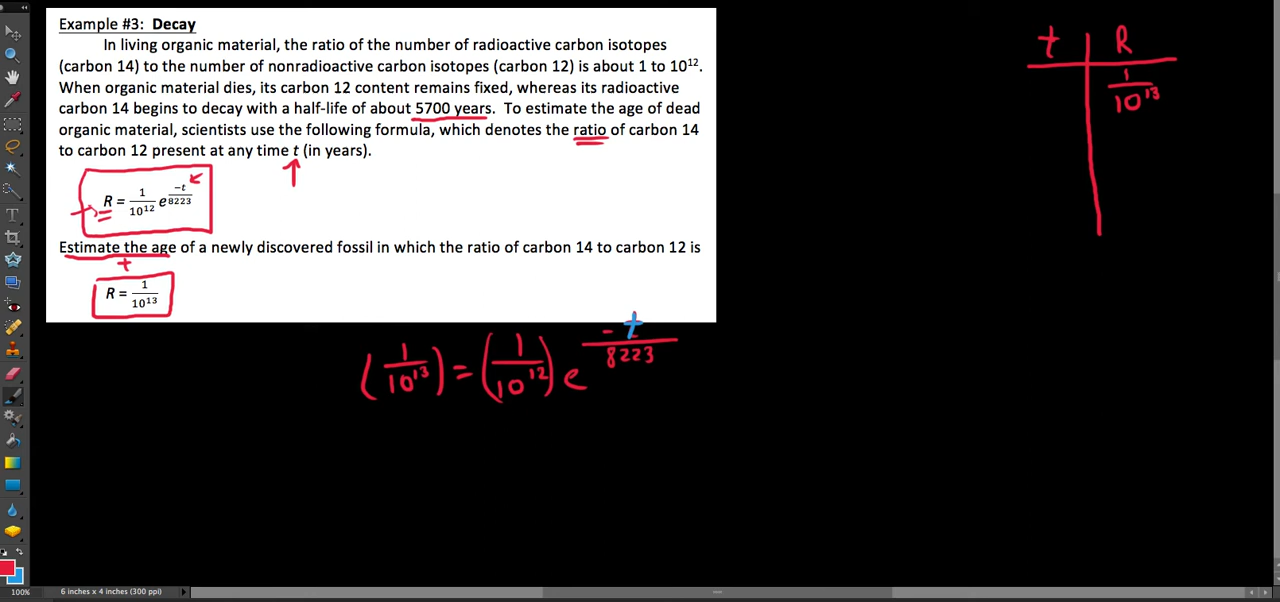 Example #3: Decay
In living organic material, the ratio of the number of radioactive carbon isotopes
(carbon 14) to the number of nonradioactive carbon isotopes (carbon 12) is about 1 to 10¹².
When organic material dies, its carbon 12 content remains fixed, whereas its radioactive
carbon 14 begins to decay with a half-life of about 5700 years. To estimate the age of dead
organic material, scientists use the following formula, which denotes the ratio of carbon 14
to carbon 12 present at any time t (in years).
R = 1/10¹² e^(-t/8223)
Estimate the age of a newly discovered fossil in which the ratio of carbon 14 to carbon 12 is
t
R = 1/10¹³
t R
1/10¹³
(1/10¹³) = (1/10¹²) e^(-t/8223)
100% 6 inches x 4 inches (300 ppi)